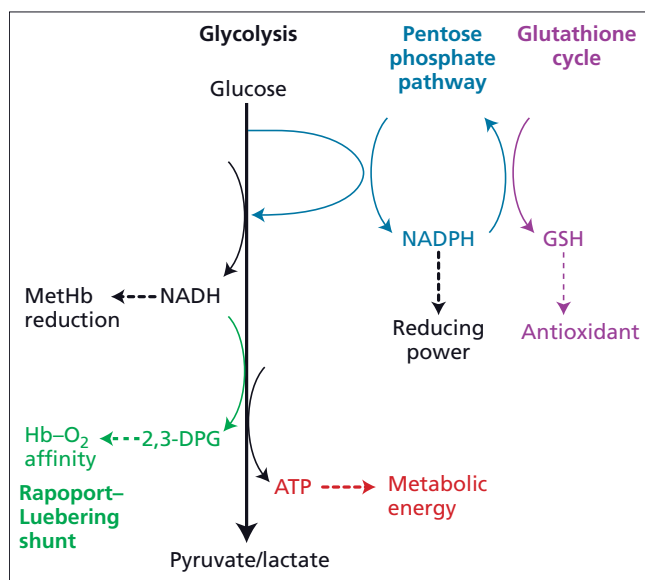 Glycolysis
Pentose
phosphate
pathway
Glutathione
cycle
Glucose
NADPH
GSH
MetHb
reduction
NADH
Reducing
power
Antioxidant
Hb–O₂
affinity
2,3-DPG
Rapoport–
Luebering
shunt
ATP
Metabolic
energy
Pyruvate/lactate